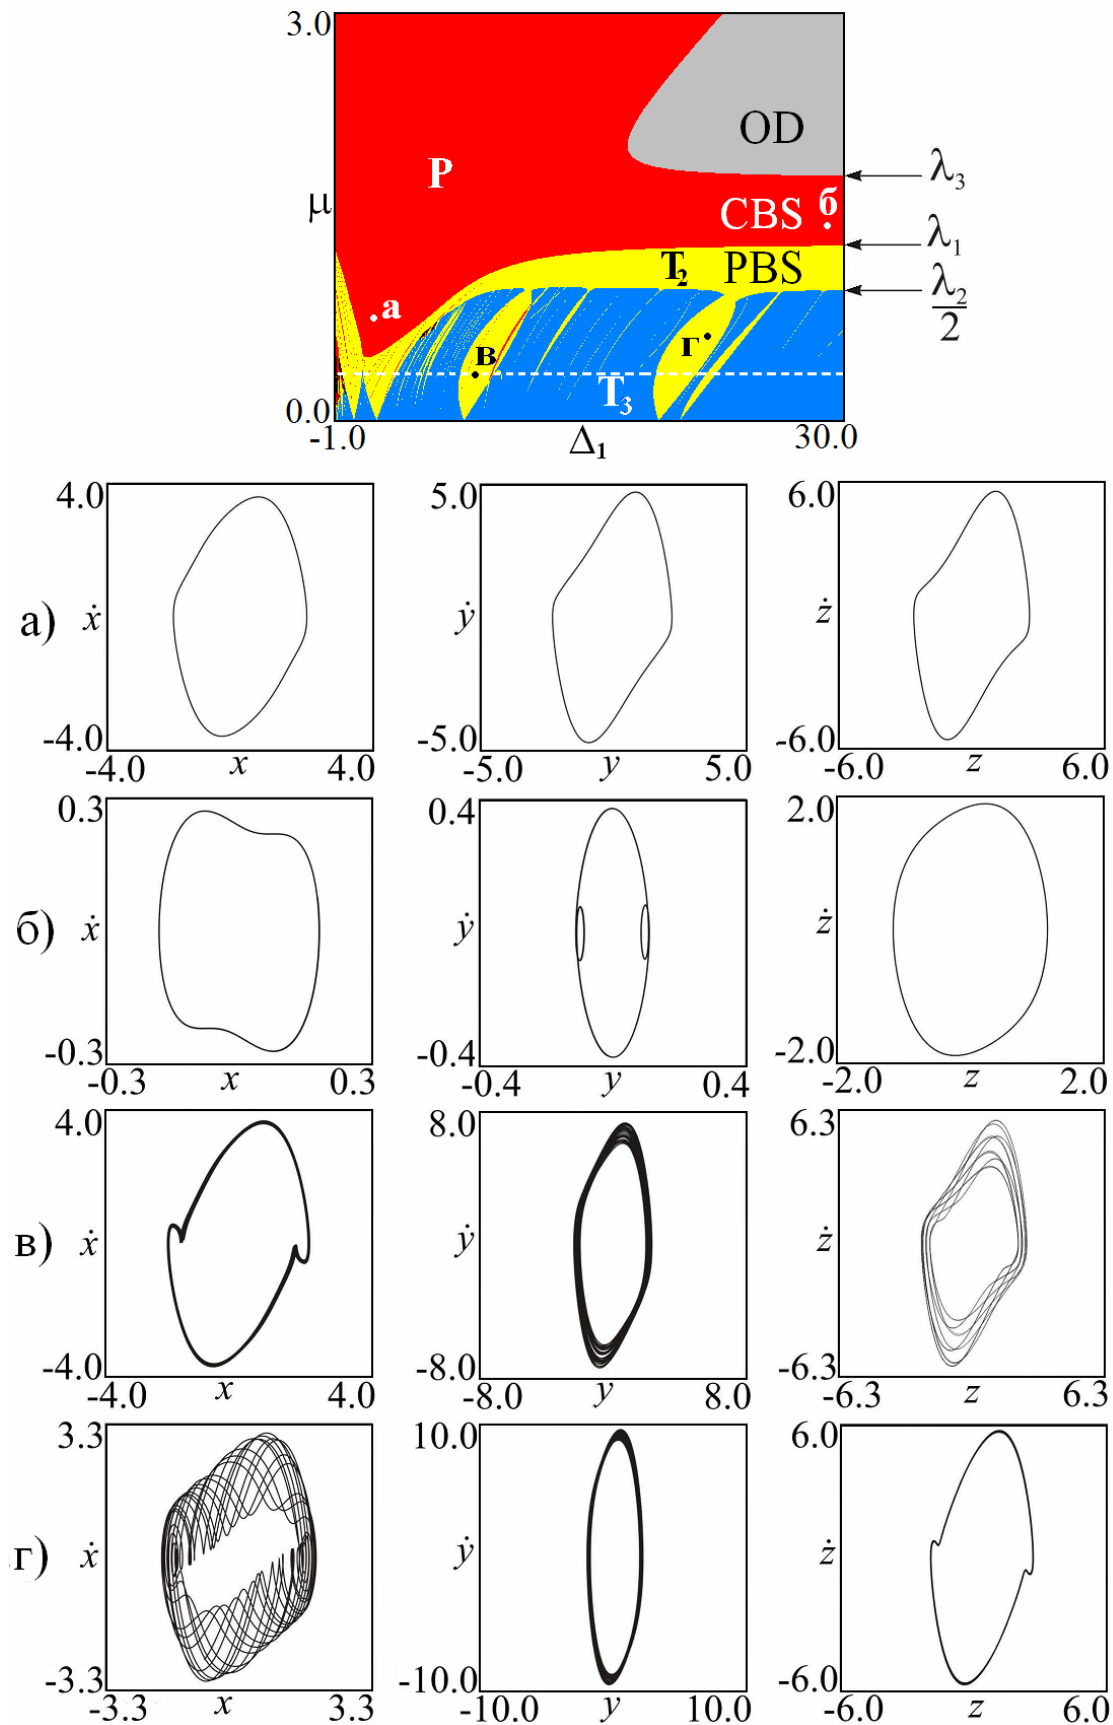 3.0
OD
P
λ₃
μ
CBS б
λ₁
T₂ PBS
λ₂
2
а
в
г
T₃
0.0
-1.0 Δ₁ 30.0
4.0 5.0 6.0
а) ẋ ẏ ż
-4.0 -5.0 -6.0
-4.0 x 4.0 -5.0 y 5.0 -6.0 z 6.0
0.3 0.4 2.0
б) ẋ ẏ ż
-0.3 -0.4 -2.0
-0.3 x 0.3 -0.4 y 0.4 -2.0 z 2.0
4.0 8.0 6.3
в) ẋ ẏ ż
-4.0 -8.0 -6.3
-4.0 x 4.0 -8.0 y 8.0 -6.3 z 6.3
3.3 10.0 6.0
г) ẋ ẏ ż
-3.3 -10.0 -6.0
-3.3 x 3.3 -10.0 y 10.0 -6.0 z 6.0